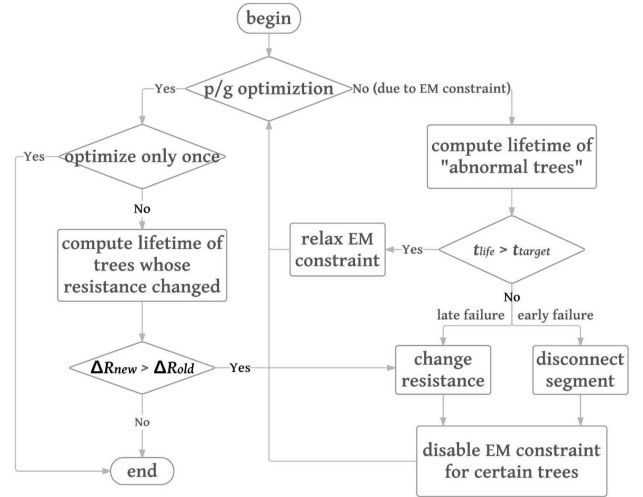 begin
p/g optimiztion
Yes
No (due to EM constraint)
optimize only once
Yes
compute lifetime of
"abnormal trees"
No
compute lifetime of
trees whose
resistance changed
relax EM
constraint
Yes
tlife > ttarget
No
late failure
early failure
ΔRnew > ΔRold
Yes
change
resistance
disconnect
segment
No
disable EM constraint
for certain trees
end